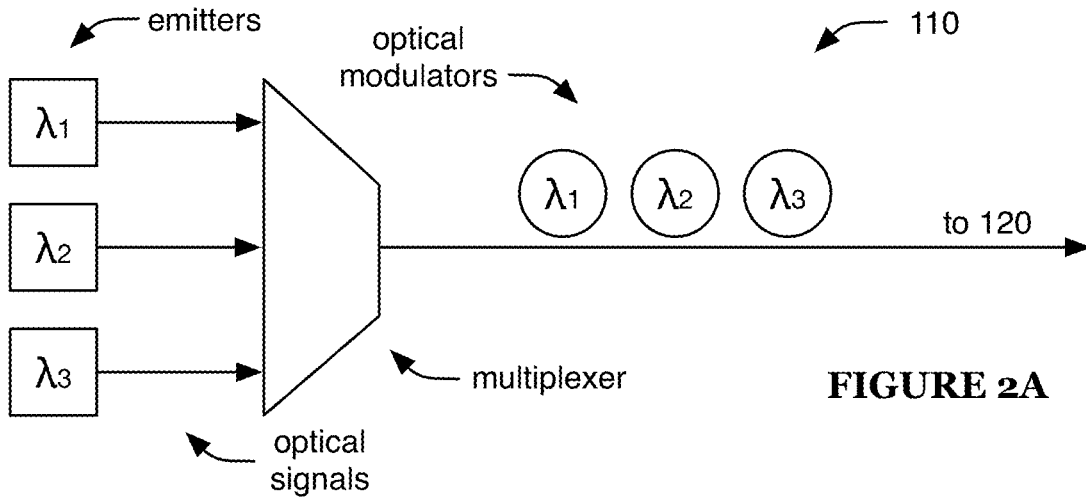 emitters
110
optical
modulators
λ1
λ2
λ3
λ1
λ2
λ3
to 120
multiplexer
FIGURE 2A
optical
signals